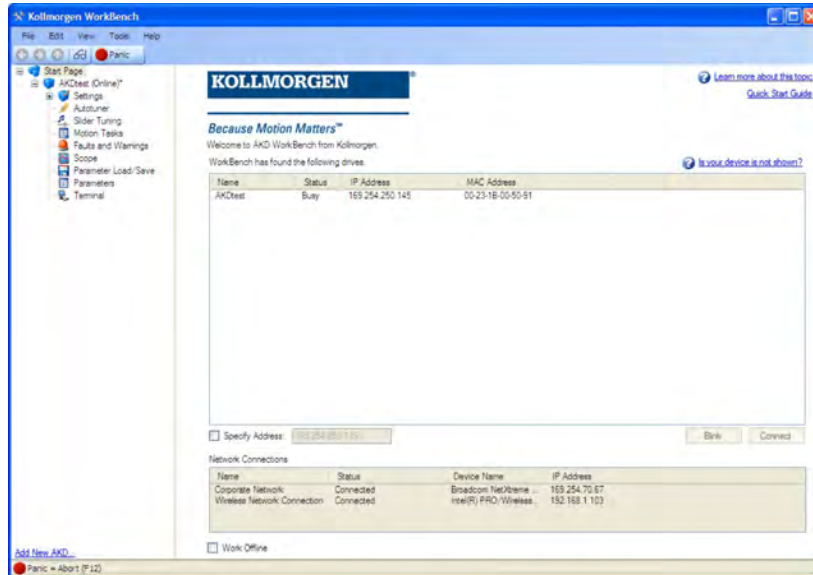 Kollmorgen WorkBench
File Edit View Tools Help
Panic
Start Page
AKDtest (Online)*
Settings
Autotuner
Slider Tuning
Motion Tasks
Faults and Warnings
Scope
Parameter Load/Save
Parameters
Terminal
Add New AKD...
KOLLMORGEN®
Because Motion Matters™
Learn more about this topic
Quick Start Guide
Welcome to AKD WorkBench from Kollmorgen.
WorkBench has found the following drives.
Is your device is not shown?
Name Status IP Address MAC Address
AKDtest Busy 169.254.250.145 00-23-1B-00-50-91
Specify Address:
Blink Connect
Network Connections
Name Status Device Name IP Address
Corporate Network Connected Broadcom NetXtreme ... 169.254.70.67
Wireless Network Connection Connected Intel(R) PRO/Wireless... 192.168.1.103
Work Offline
Panic = Abort (F12)